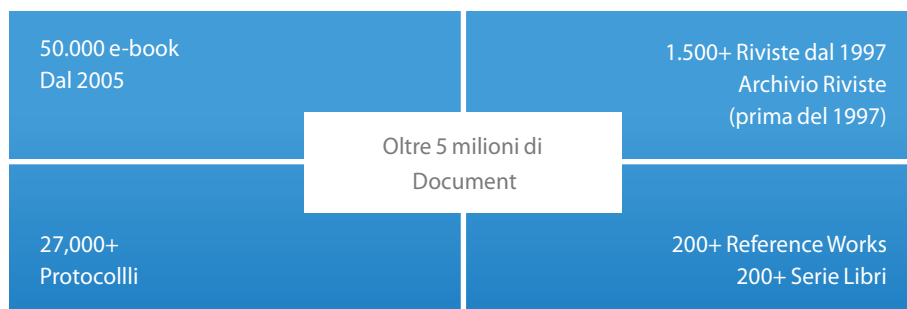 50.000 e-book
Dal 2005
1.500+ Riviste dal 1997
Archivio Riviste
(prima del 1997)
Oltre 5 milioni di
Document
27,000+
Protocollli
200+ Reference Works
200+ Serie Libri